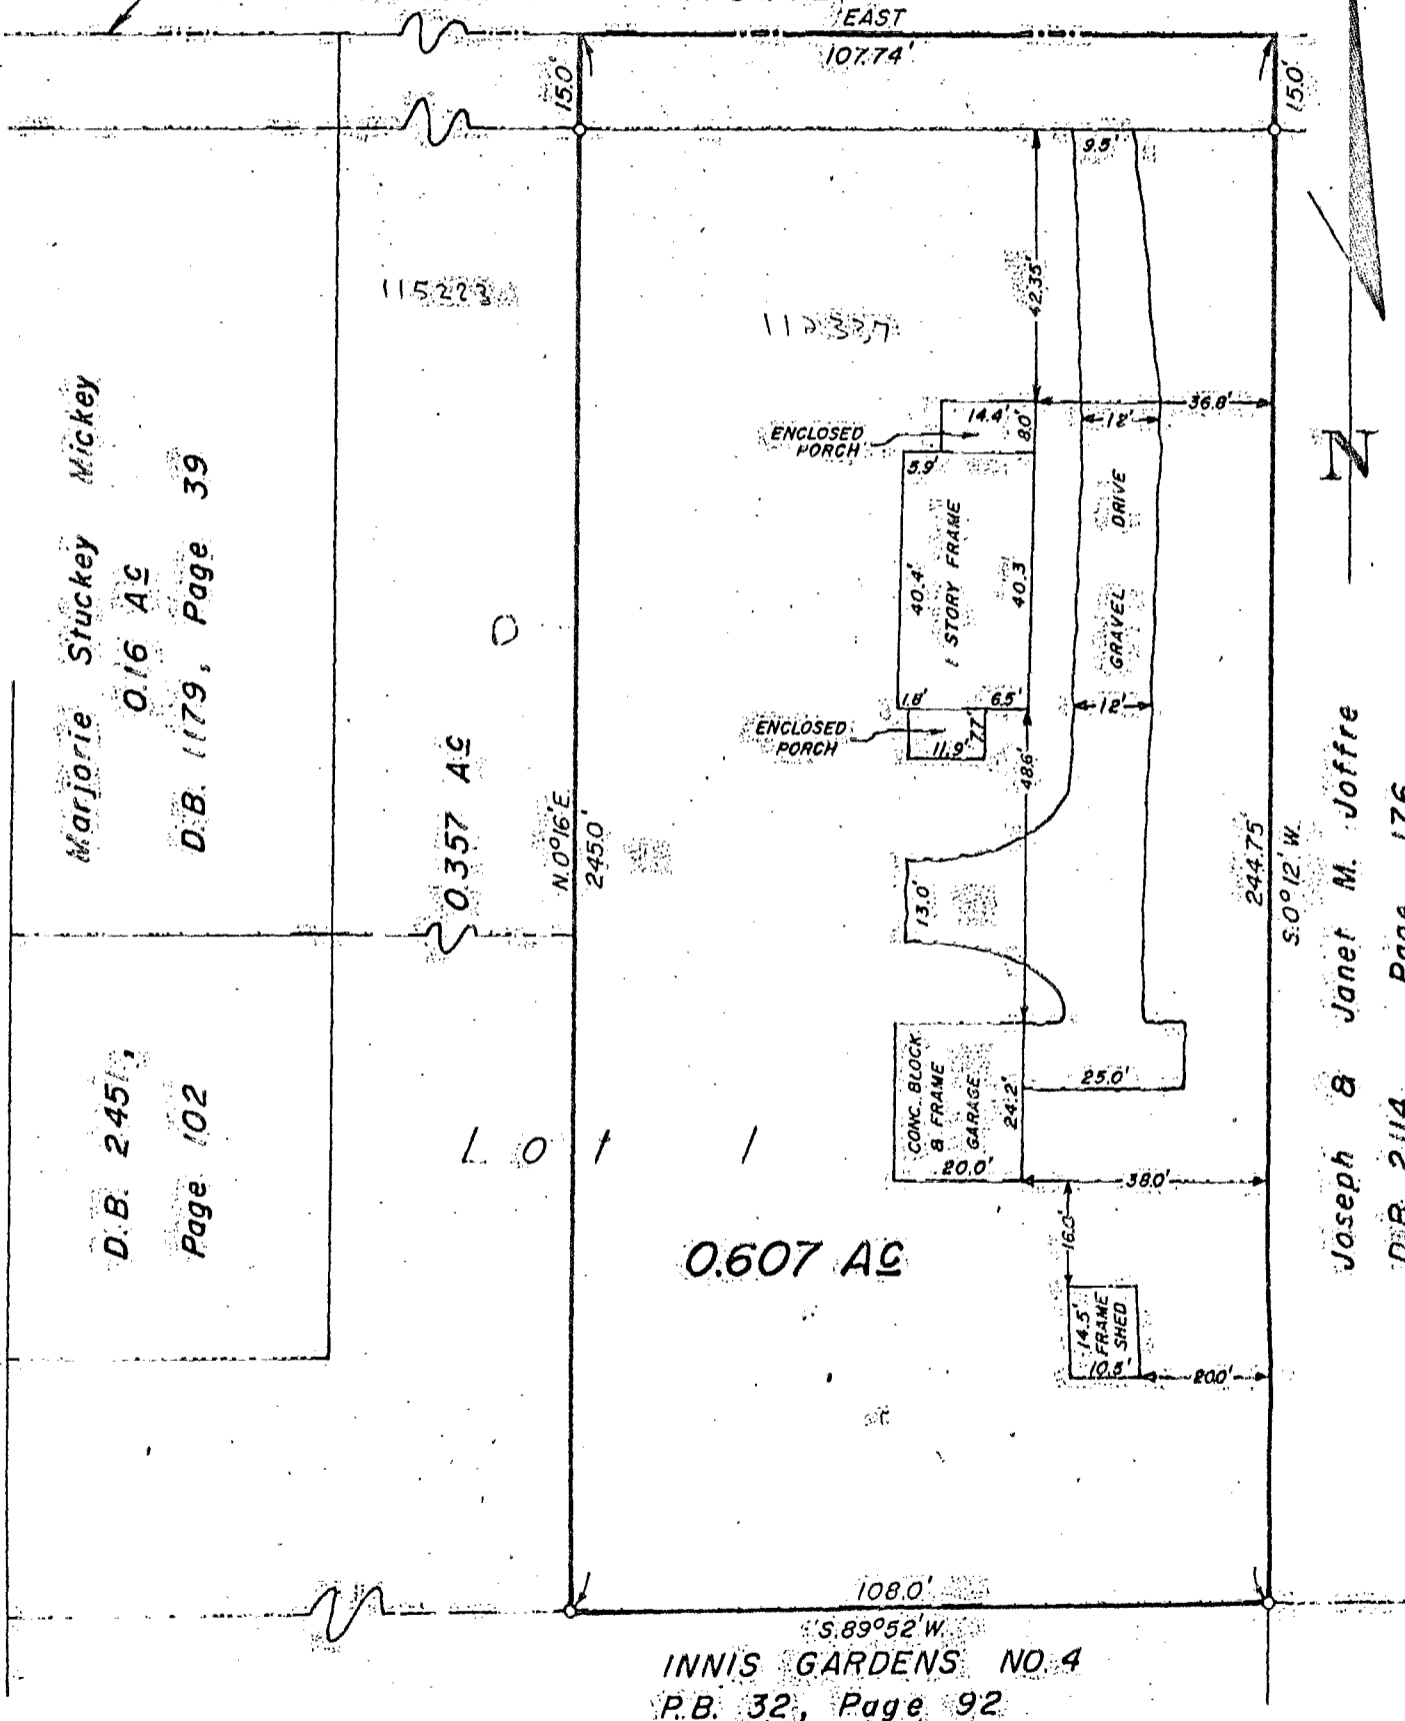 EAST
107.74'
15.0'
15.0'
9.5'
42.35'
115223
36.8'
14.4'
8.0'
12'
ENCLOSED
PORCH
5.9'
N
Marjorie Stuckey Mickey
0.16 AC
D.B. 1179, Page 39
1 STORY FRAME
40.4'
40.3
GRAVEL DRIVE
1.8'
6.5'
12'
ENCLOSED
PORCH
11.9'
7.7'
48.6'
0.357 AC
N.0°16'E.
245.0'
244.75'
S.0°12'W.
Joseph & Janet M. Joffre
D.B. 2114 Page 176
13.0'
D.B. 2451,
Page 102
CONC. BLOCK
& FRAME
GARAGE
24.2'
20.0'
25.0'
LOT 1
38.0'
16.0'
0.607 AC
14.5'
FRAME
SHED
10.5'
20.0'
108.0'
S.89°52'W.
INNIS GARDENS NO. 4
P.B. 32, Page 92